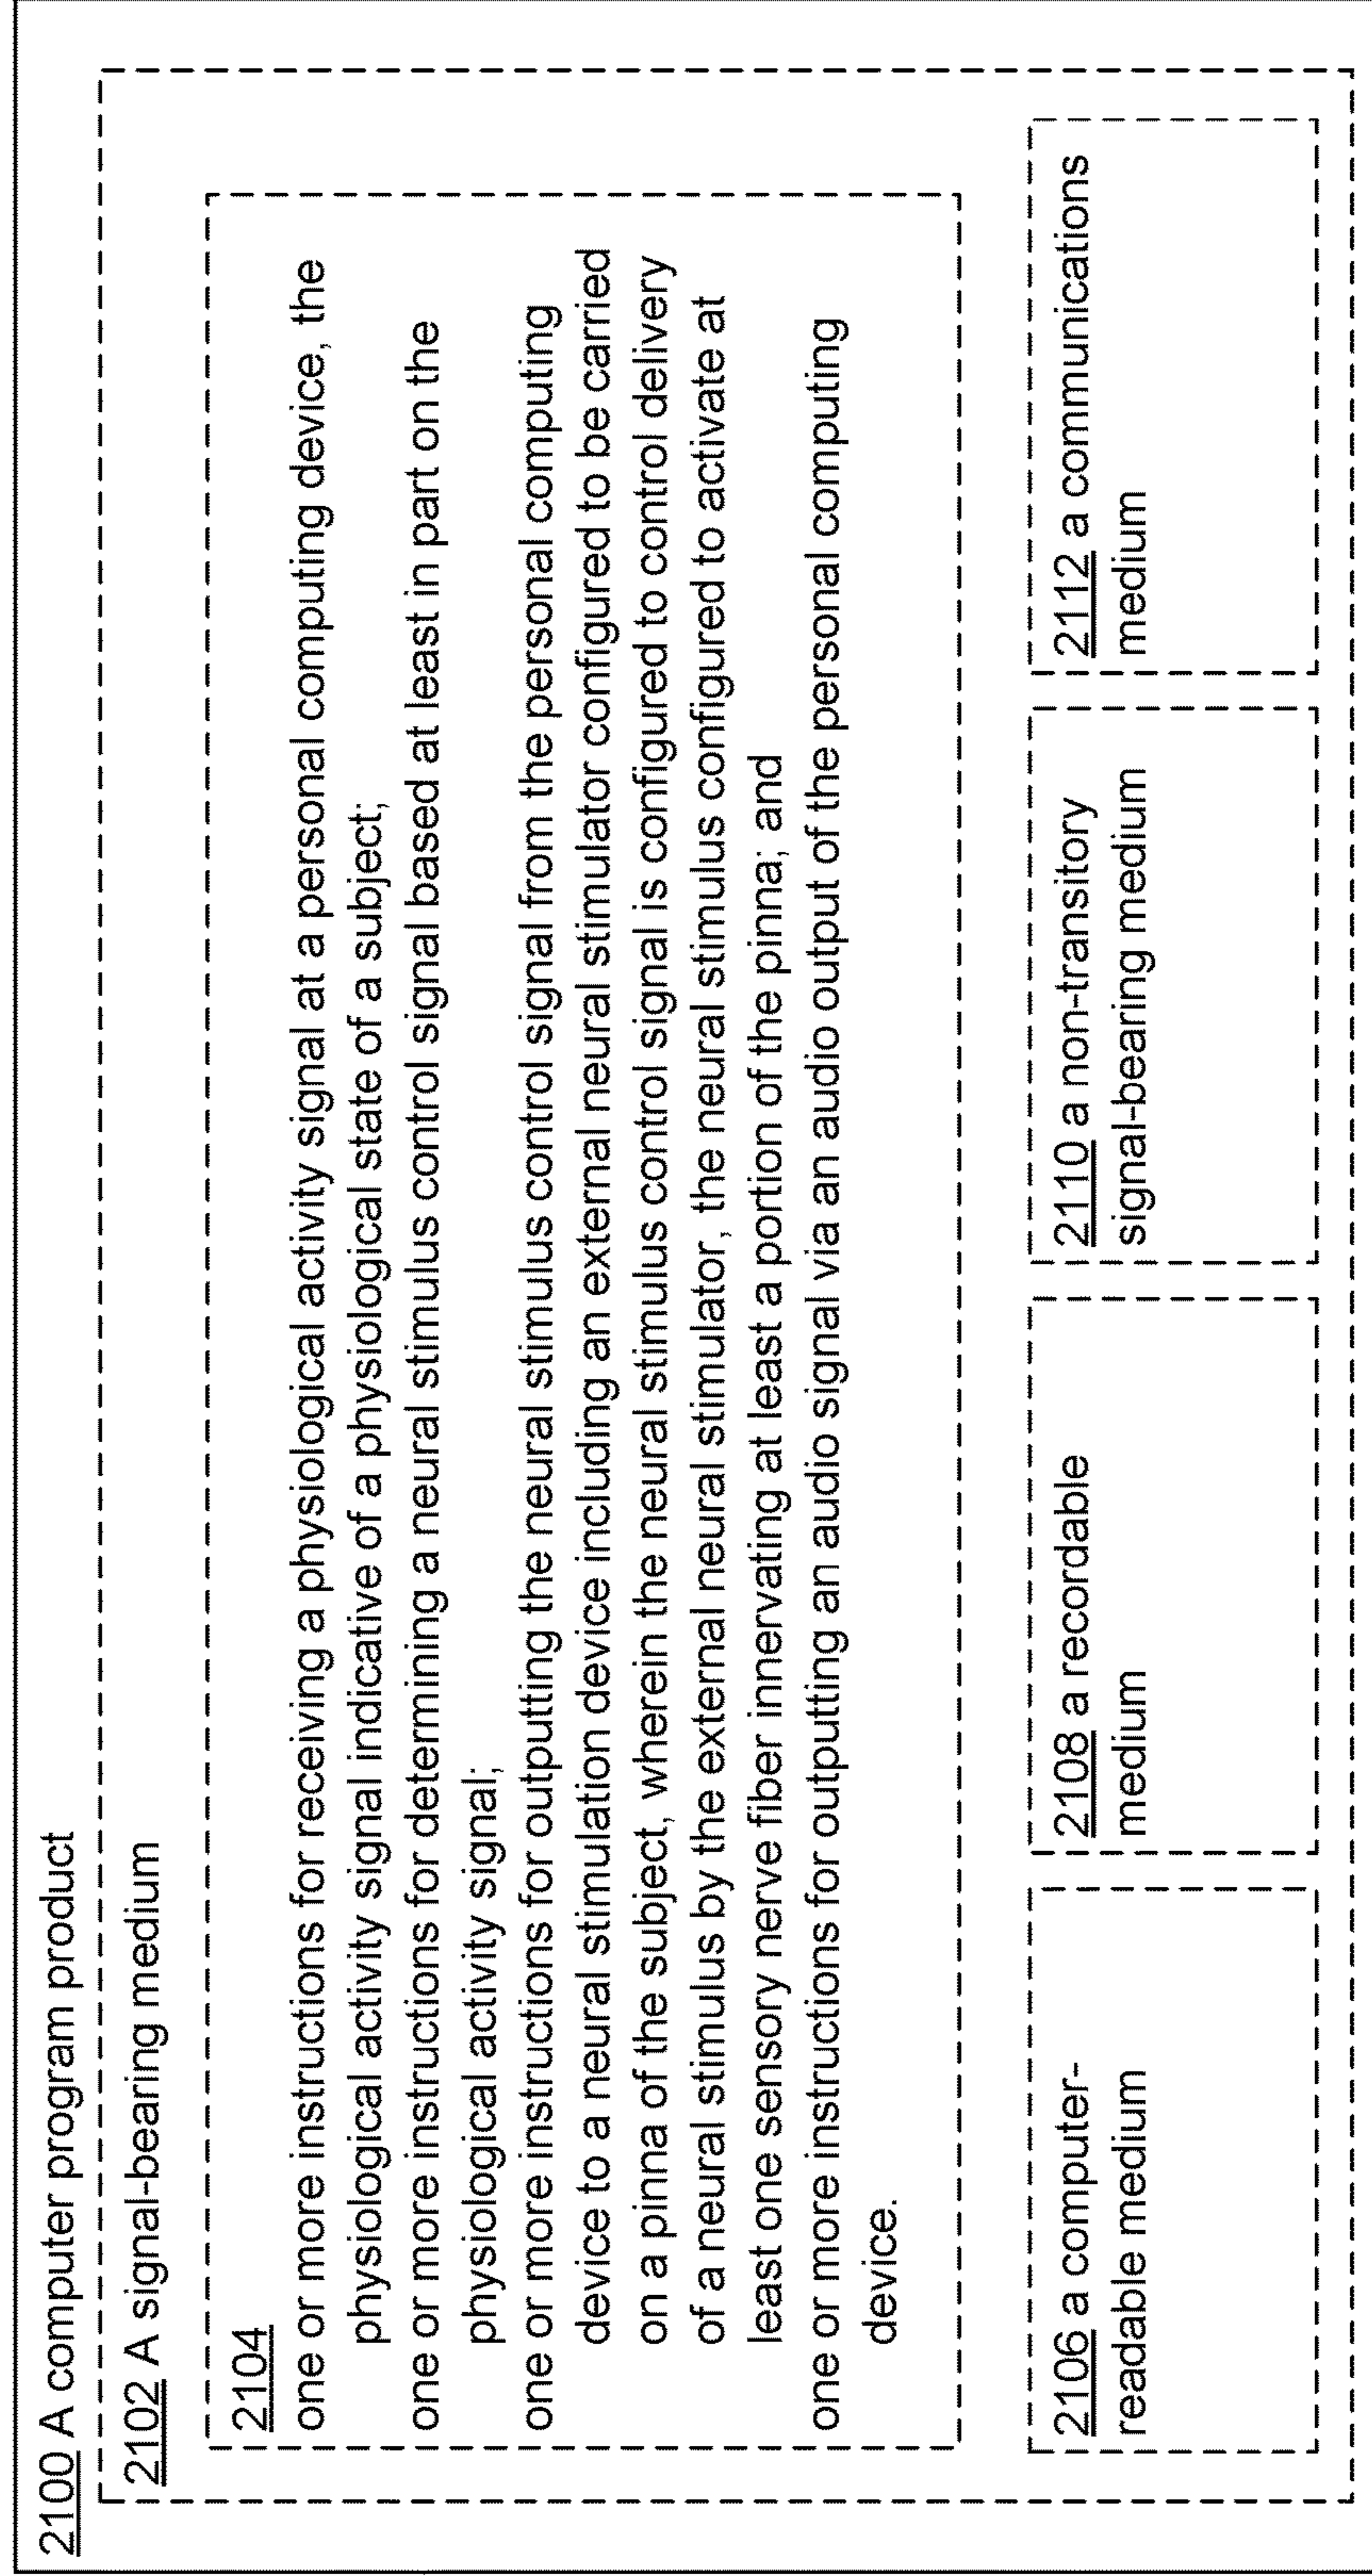 2100 A computer program product
2102 A signal-bearing medium
2104
one or more instructions for receiving a physiological activity signal at a personal computing device, the
physiological activity signal indicative of a physiological state of a subject;
one or more instructions for determining a neural stimulus control signal based at least in part on the
physiological activity signal;
one or more instructions for outputting the neural stimulus control signal from the personal computing
device to a neural stimulation device including an external neural stimulator configured to be carried
on a pinna of the subject, wherein the neural stimulus control signal is configured to control delivery
of a neural stimulus by the external neural stimulator, the neural stimulus configured to activate at
least one sensory nerve fiber innervating at least a portion of the pinna; and
one or more instructions for outputting an audio signal via an audio output of the personal computing
device.
2106 a computer-
readable medium
2108 a recordable
medium
2110 a non-transitory
signal-bearing medium
2112 a communications
medium